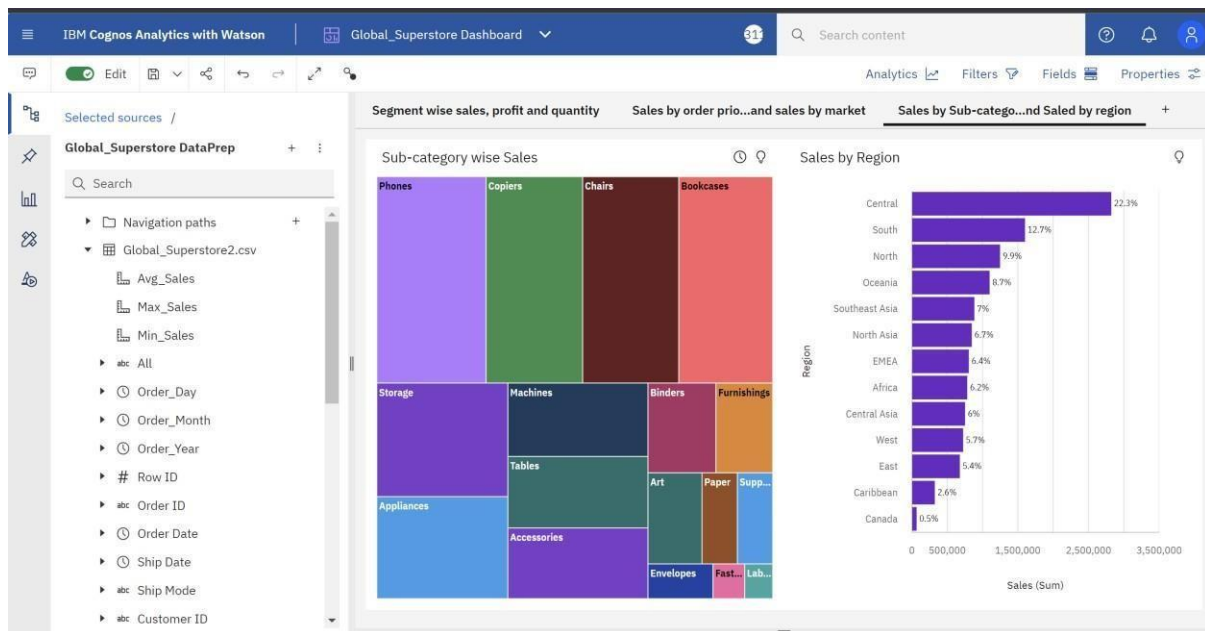 IBM Cognos Analytics with Watson
Global_Superstore Dashboard
Search content
Edit
Analytics
Filters
Fields
Properties
Selected sources /
Global_Superstore DataPrep
Search
Navigation paths
Global_Superstore2.csv
Avg_Sales
Max_Sales
Min_Sales
abc All
Order_Day
Order_Month
Order_Year
# Row ID
abc Order ID
Order Date
Ship Date
abc Ship Mode
abc Customer ID
Segment wise sales, profit and quantity
Sales by order prio...and sales by market
Sales by Sub-catego...nd Saled by region
Sub-category wise Sales
Phones
Copiers
Chairs
Bookcases
Storage
Machines
Binders
Furnishings
Tables
Art
Paper
Supp...
Appliances
Accessories
Envelopes
Fast...
Lab...
Sales by Region
Region
Central 22.3%
South 12.7%
North 9.9%
Oceania 8.7%
Southeast Asia 7%
North Asia 6.7%
EMEA 6.4%
Africa 6.2%
Central Asia 6%
West 5.7%
East 5.4%
Caribbean 2.6%
Canada 0.5%
0 500,000 1,500,000 2,500,000 3,500,000
Sales (Sum)